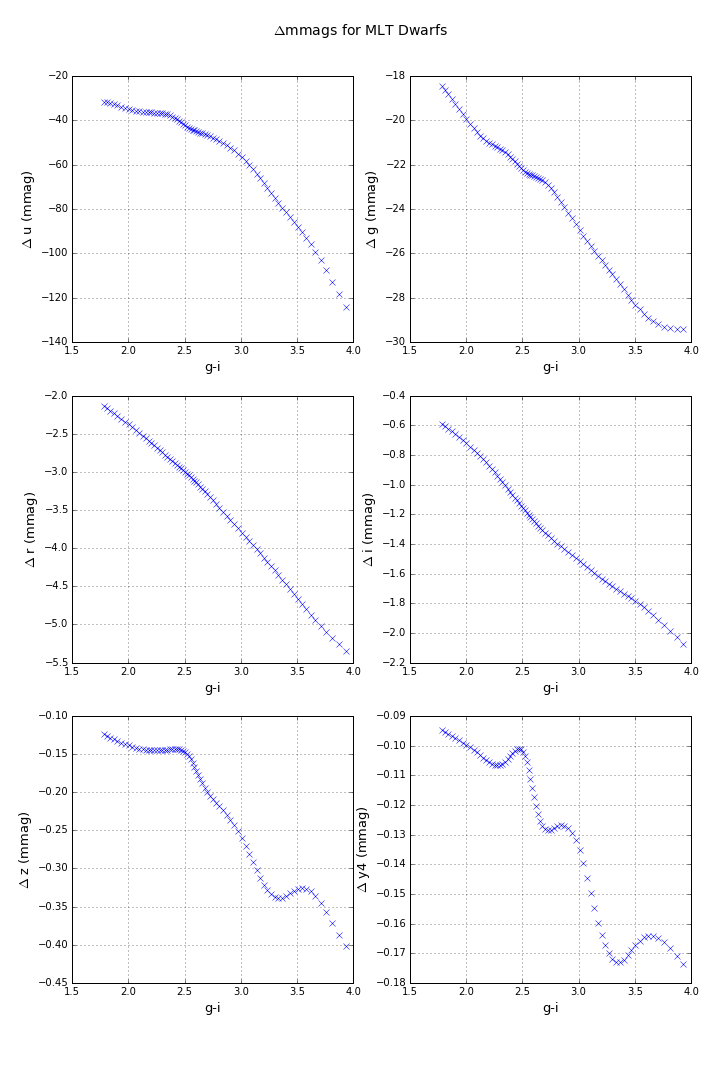 Δmmags for MLT Dwarfs
−20
−40
−60
−80
−100
−120
−140
1.5 2.0 2.5 3.0 3.5 4.0
Δ u (mmag)
g-i
−18
−20
−22
−24
−26
−28
−30
1.5 2.0 2.5 3.0 3.5 4.0
Δ g (mmag)
g-i
−2.0
−2.5
−3.0
−3.5
−4.0
−4.5
−5.0
−5.5
1.5 2.0 2.5 3.0 3.5 4.0
Δ r (mmag)
g-i
−0.4
−0.6
−0.8
−1.0
−1.2
−1.4
−1.6
−1.8
−2.0
−2.2
1.5 2.0 2.5 3.0 3.5 4.0
Δ i (mmag)
g-i
−0.10
−0.15
−0.20
−0.25
−0.30
−0.35
−0.40
−0.45
1.5 2.0 2.5 3.0 3.5 4.0
Δ z (mmag)
g-i
−0.09
−0.10
−0.11
−0.12
−0.13
−0.14
−0.15
−0.16
−0.17
−0.18
1.5 2.0 2.5 3.0 3.5 4.0
Δ y4 (mmag)
g-i